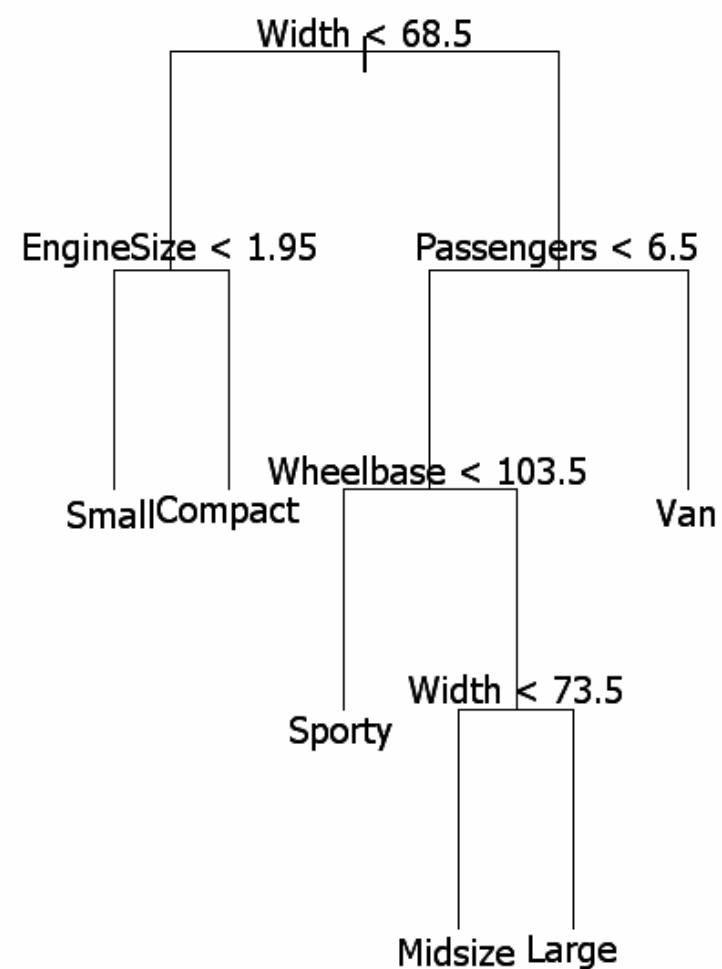 Width < 68.5
EngineSize < 1.95
Passengers < 6.5
Wheelbase < 103.5
Small
Compact
Van
Width < 73.5
Sporty
Midsize
Large